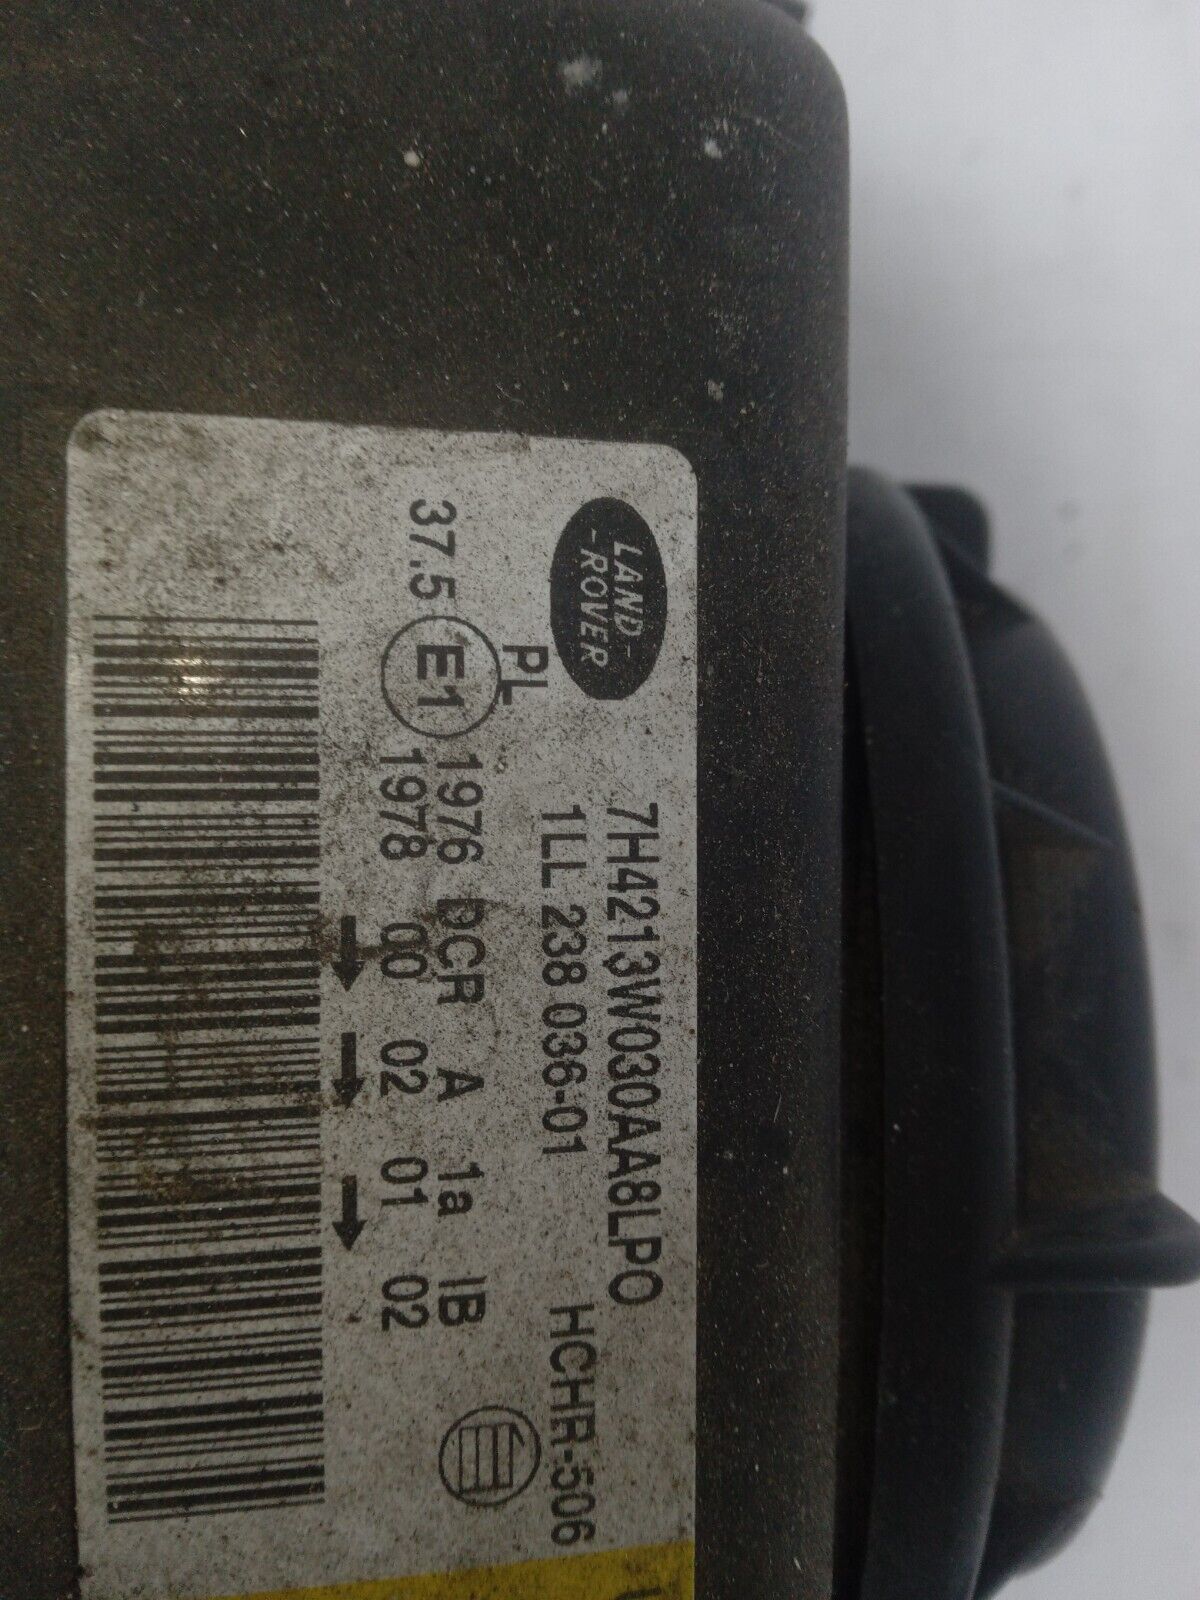 LAND-
-ROVER
7H4213W030AA8LPO
1LL 238 036-01 HCHR-506
PL
37.5 E1 1976 DCR A 1a IB
1978 00 02 01 02